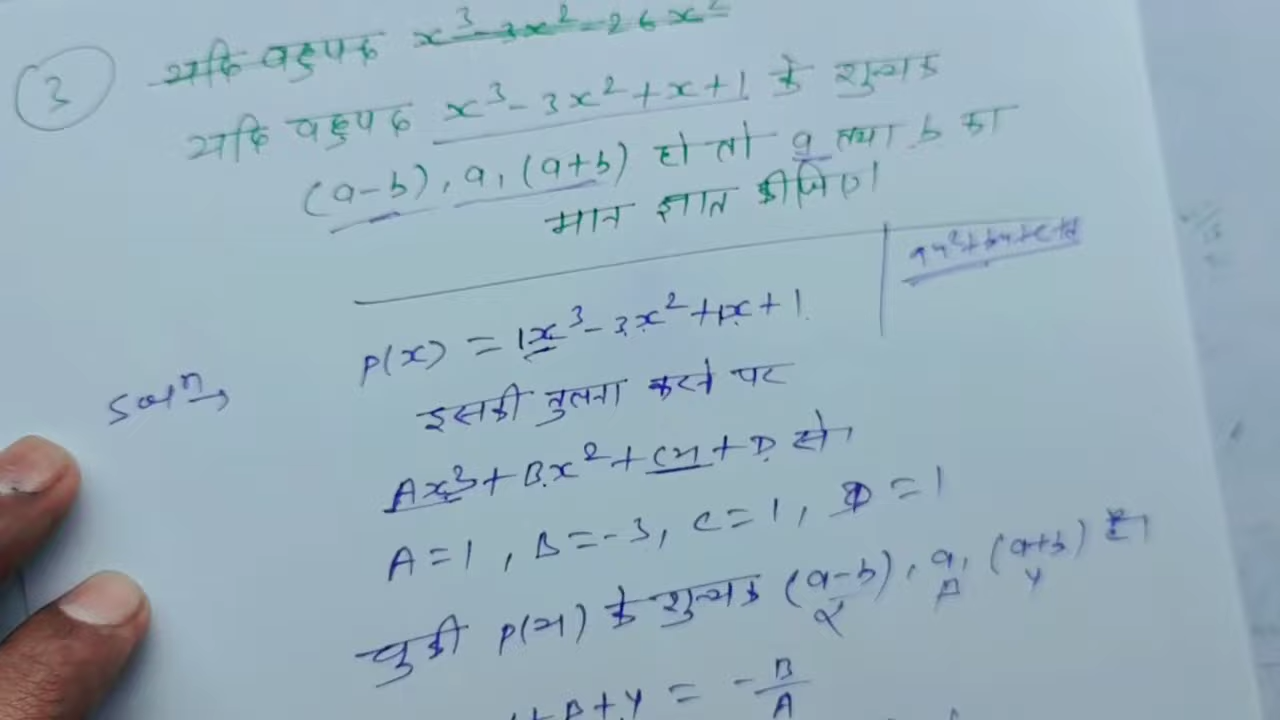 3 यदि बहुपद x³-3x²-26x²
यदि बहुपद x³-3x²+x+1 के शुन्यक
(a-b), a, (a+b) हो तो a तथा b का
मान ज्ञात कीजिए।
Solⁿ→ P(x) = 1x³-3x²+1x+1
इसकी तुलना करने पर
Ax³+Bx²+Cx+D से।
A=1, B=-3, C=1, D=1
चुकी P(x) के शुन्यक (a-b), a, (a+b) है।
α β γ
α+β+γ = -B/A